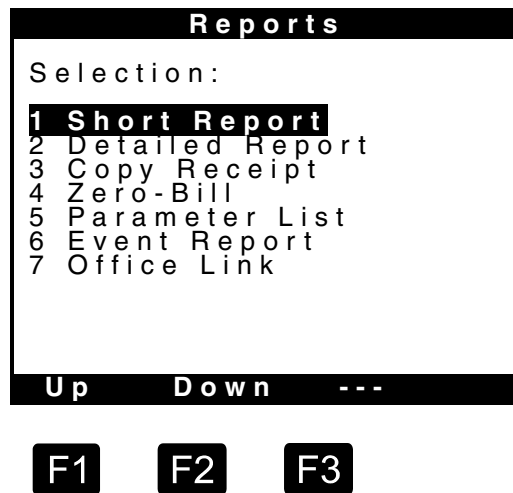 Reports
Selection:
1 Short Report
2 Detailed Report
3 Copy Receipt
4 Zero-Bill
5 Parameter List
6 Event Report
7 Office Link
Up Down ---
F1 F2 F3